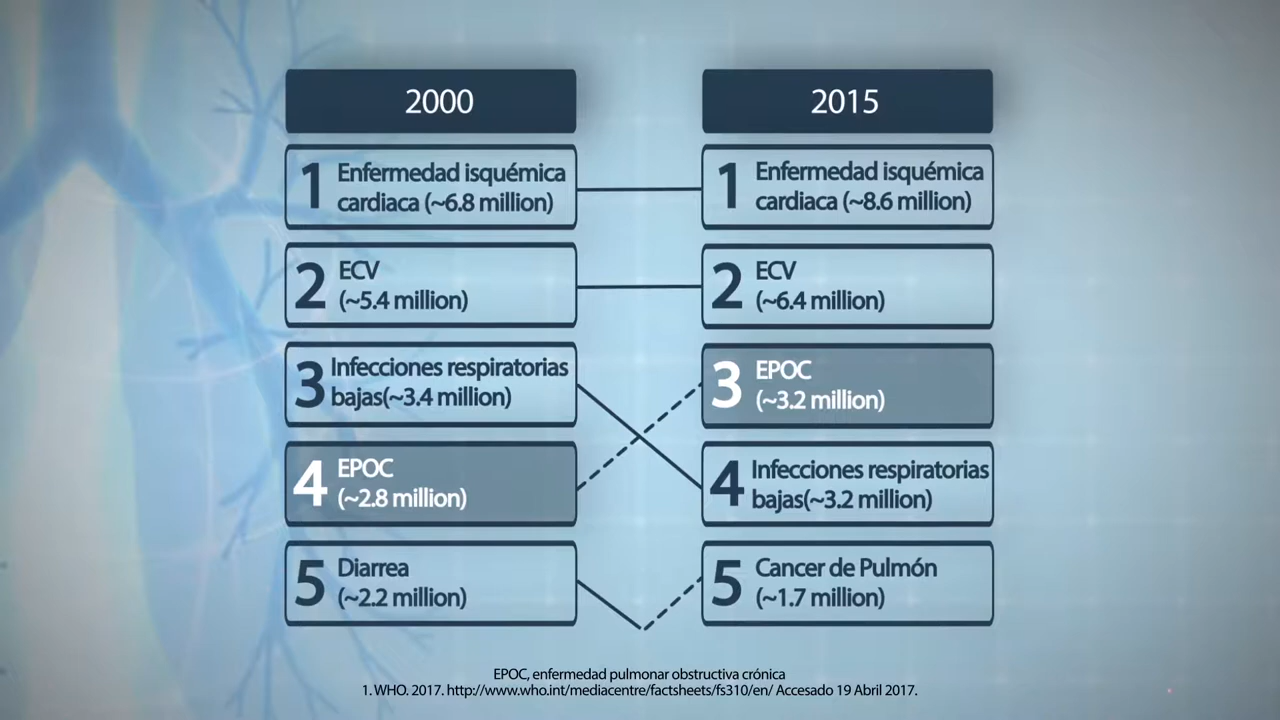 2000
1 Enfermedad isquémica
cardiaca (~6.8 million)
2 ECV
(~5.4 million)
3 Infecciones respiratorias
bajas(~3.4 million)
4 EPOC
(~2.8 million)
5 Diarrea
(~2.2 million)
2015
1 Enfermedad isquémica
cardiaca (~8.6 million)
2 ECV
(~6.4 million)
3 EPOC
(~3.2 million)
4 Infecciones respiratorias
bajas(~3.2 million)
5 Cancer de Pulmón
(~1.7 million)
EPOC, enfermedad pulmonar obstructiva crónica
1. WHO. 2017. http://www.who.int/mediacentre/factsheets/fs310/en/ Accesado 19 Abril 2017.